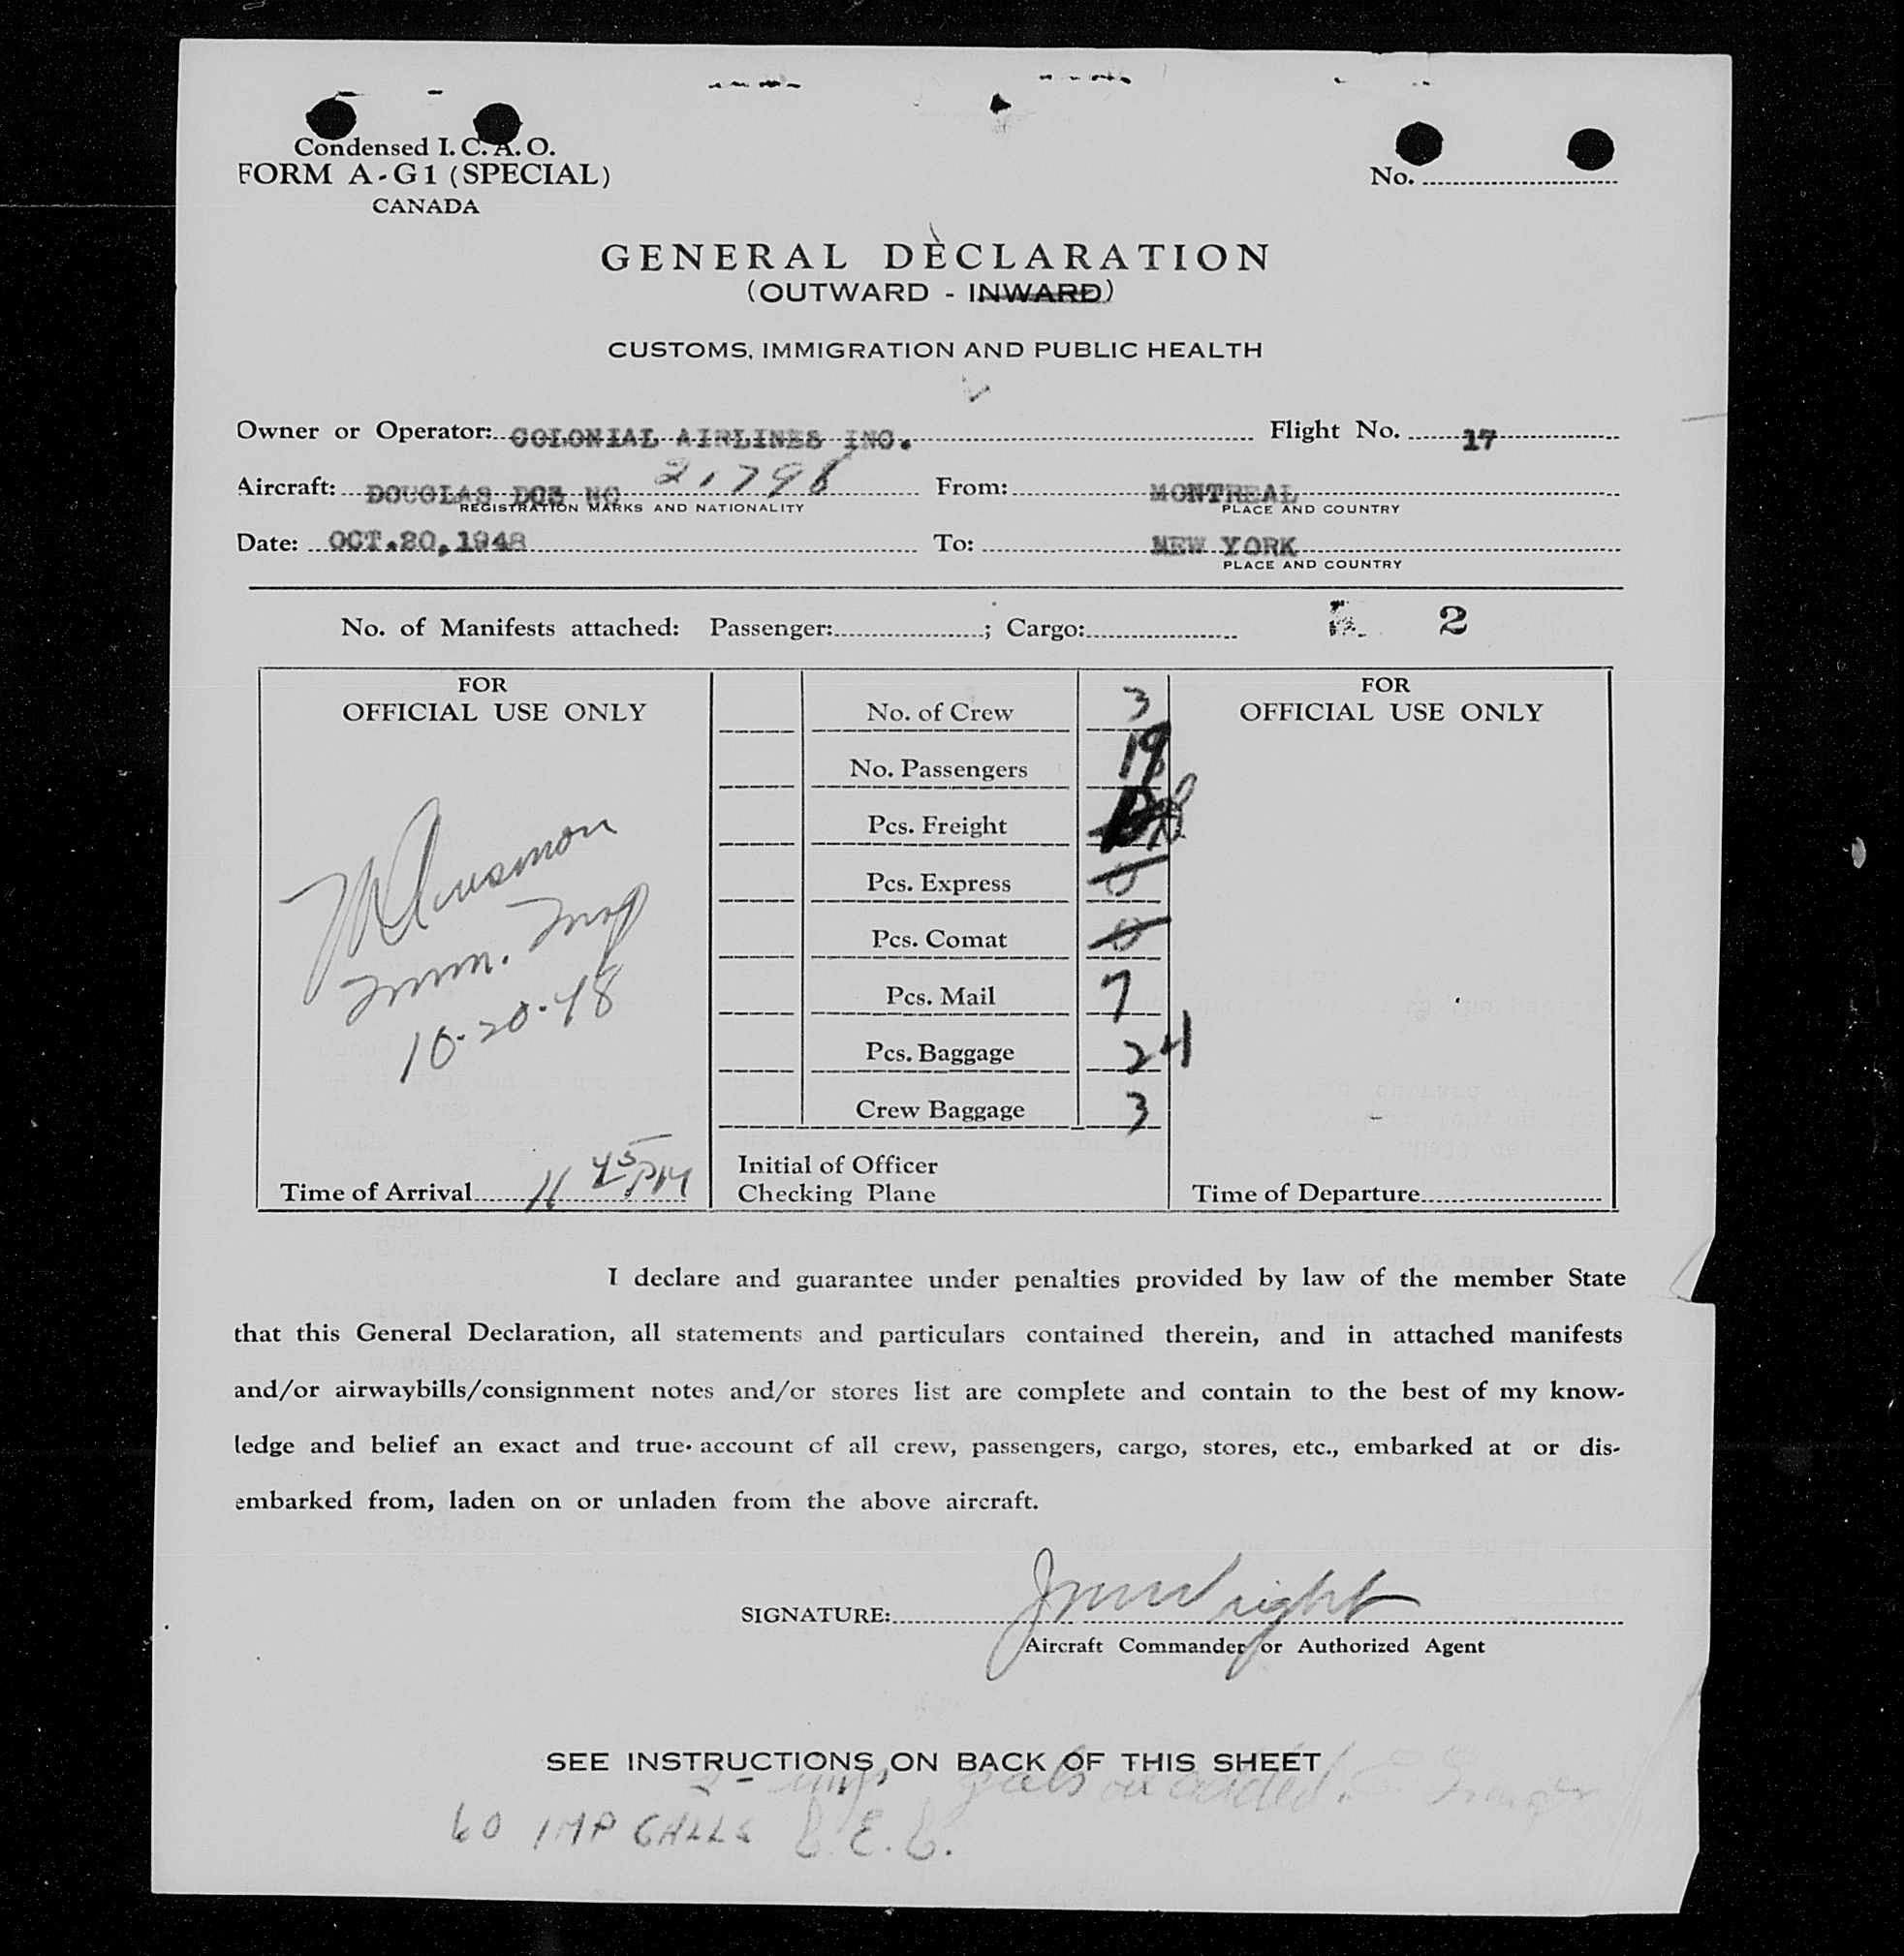 Condensed I. C. A. O.
FORM A-G1 (SPECIAL)
CANADA
No.
GENERAL DECLARATION
(OUTWARD - INWARD)
CUSTOMS, IMMIGRATION AND PUBLIC HEALTH
Owner or Operator: COLONIAL AIRLINES INC. Flight No. 17
Aircraft: DOUGLAS DC3 NC 21798 From: MONTREAL
REGISTRATION MARKS AND NATIONALITY PLACE AND COUNTRY
Date: OCT.20,1948 To: NEW YORK
PLACE AND COUNTRY
No. of Manifests attached: Passenger: ; Cargo: 2
FOR OFFICIAL USE ONLY
Imm. Insp
10-20-48
Time of Arrival 11 45 PM
No. of Crew 3
No. Passengers 19
Pcs. Freight
Pcs. Express 0
Pcs. Comat 0
Pcs. Mail 7
Pcs. Baggage 24
Crew Baggage 3
Initial of Officer
Checking Plane
FOR
OFFICIAL USE ONLY
Time of Departure
I declare and guarantee under penalties provided by law of the member State
that this General Declaration, all statements and particulars contained therein, and in attached manifests
and/or airwaybills/consignment notes and/or stores list are complete and contain to the best of my know-
ledge and belief an exact and true account of all crew, passengers, cargo, stores, etc., embarked at or dis-
embarked from, laden on or unladen from the above aircraft.
SIGNATURE: JMWright
Aircraft Commander or Authorized Agent
SEE INSTRUCTIONS ON BACK OF THIS SHEET
60 IMP GALLS